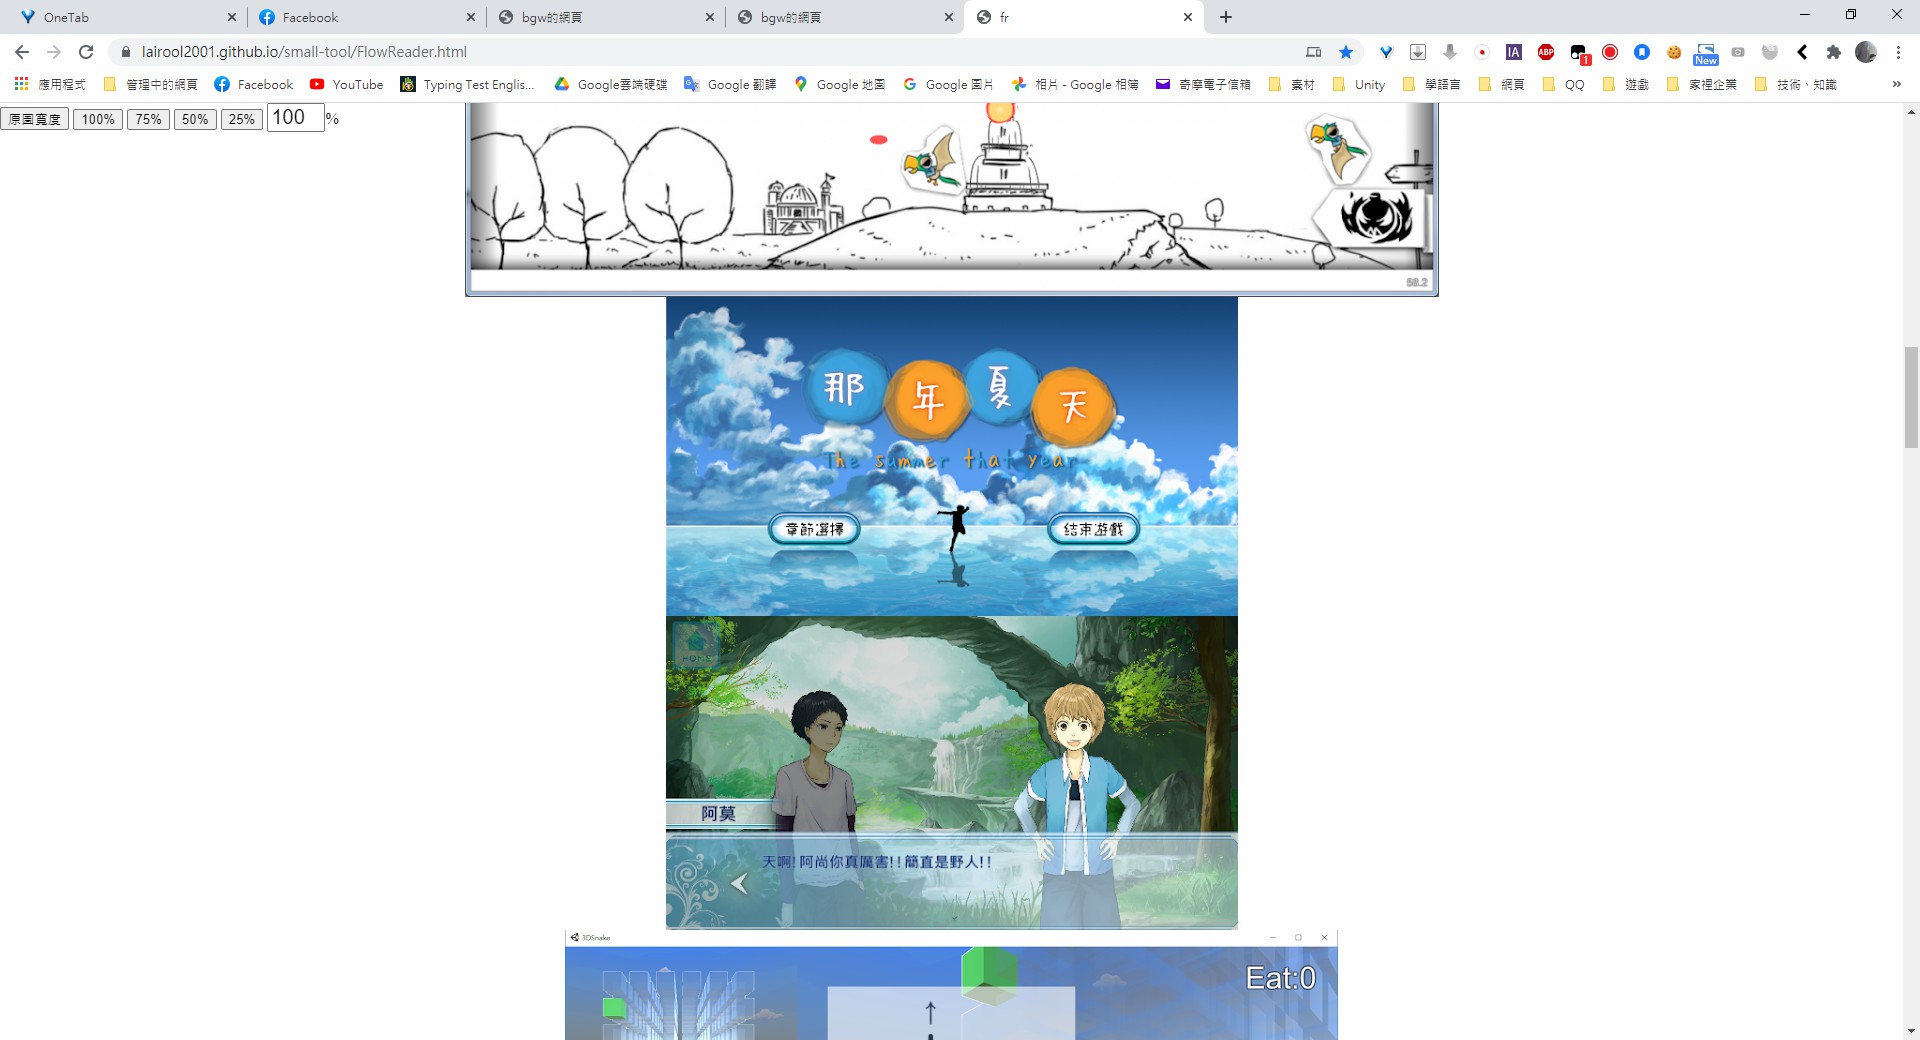 OneTab
Facebook
bgw的網頁
bgw的網頁
fr
lairool2001.github.io/small-tool/FlowReader.html
IA
ABP
1
New
應用程式
管理中的網頁
Facebook
YouTube
Typing Test Englis...
Google雲端硬碟
Google 翻譯
Google 地圖
Google 圖片
相片 - Google 相簿
奇摩電子信箱
素材
Unity
學語言
網頁
QQ
遊戲
家裡企業
技術、知識
»
原圖寬度
100%
75%
50%
25%
100
%
58.2
那年夏天
The summer that year
章節選擇
结束遊戲
HOME
阿莫
天啊!阿尚你真厲害!!簡直是野人!!
3DSnake
Eat:0